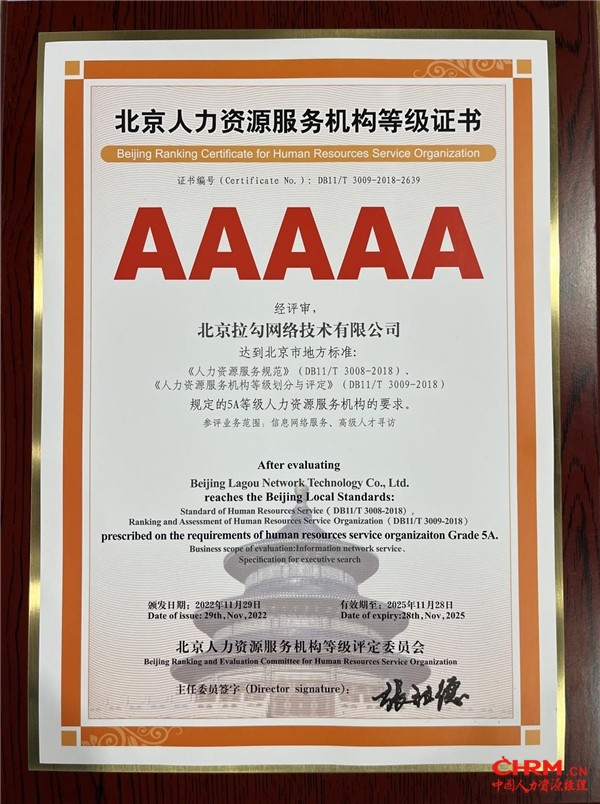 北京人力资源服务机构等级证书
Beijing Ranking Certificate for Human Resources Service Organization
证书编号（Certificate No.）：DB11/T 3009-2018-2639
AAAAA
经评审，
北京拉勾网络技术有限公司
达到北京市地方标准：
《人力资源服务规范》（DB11/T 3008-2018）、
《人力资源服务机构等级划分与评定》（DB11/T 3009-2018）
规定的5A等级人力资源服务机构的要求。
参评业务范围：信息网络服务、高级人才寻访
After evaluating
Beijing Lagou Network Technology Co., Ltd.
reaches the Beijing Local Standards:
Standard of Human Resources Service（DB11/T 3008-2018）,
Ranking and Assessment of Human Resources Service Organization（DB11/T 3009-2018）
prescribed on the requirements of human resources service organizaiton Grade 5A.
Business scope of evaluation:Information network service、
Specification for executive search
颁发日期：2022年11月29日 有效期至：2025年11月28日
Date of issue: 29th, Nov, 2022 Date of expiry:28th, Nov, 2025
北京人力资源服务机构等级评定委员会
Beijing Ranking and Evaluation Committee for Human Resources Service Organization
主任委员签字（Director signature）： 张祖德
CHRM.CN
中国人力资源经理